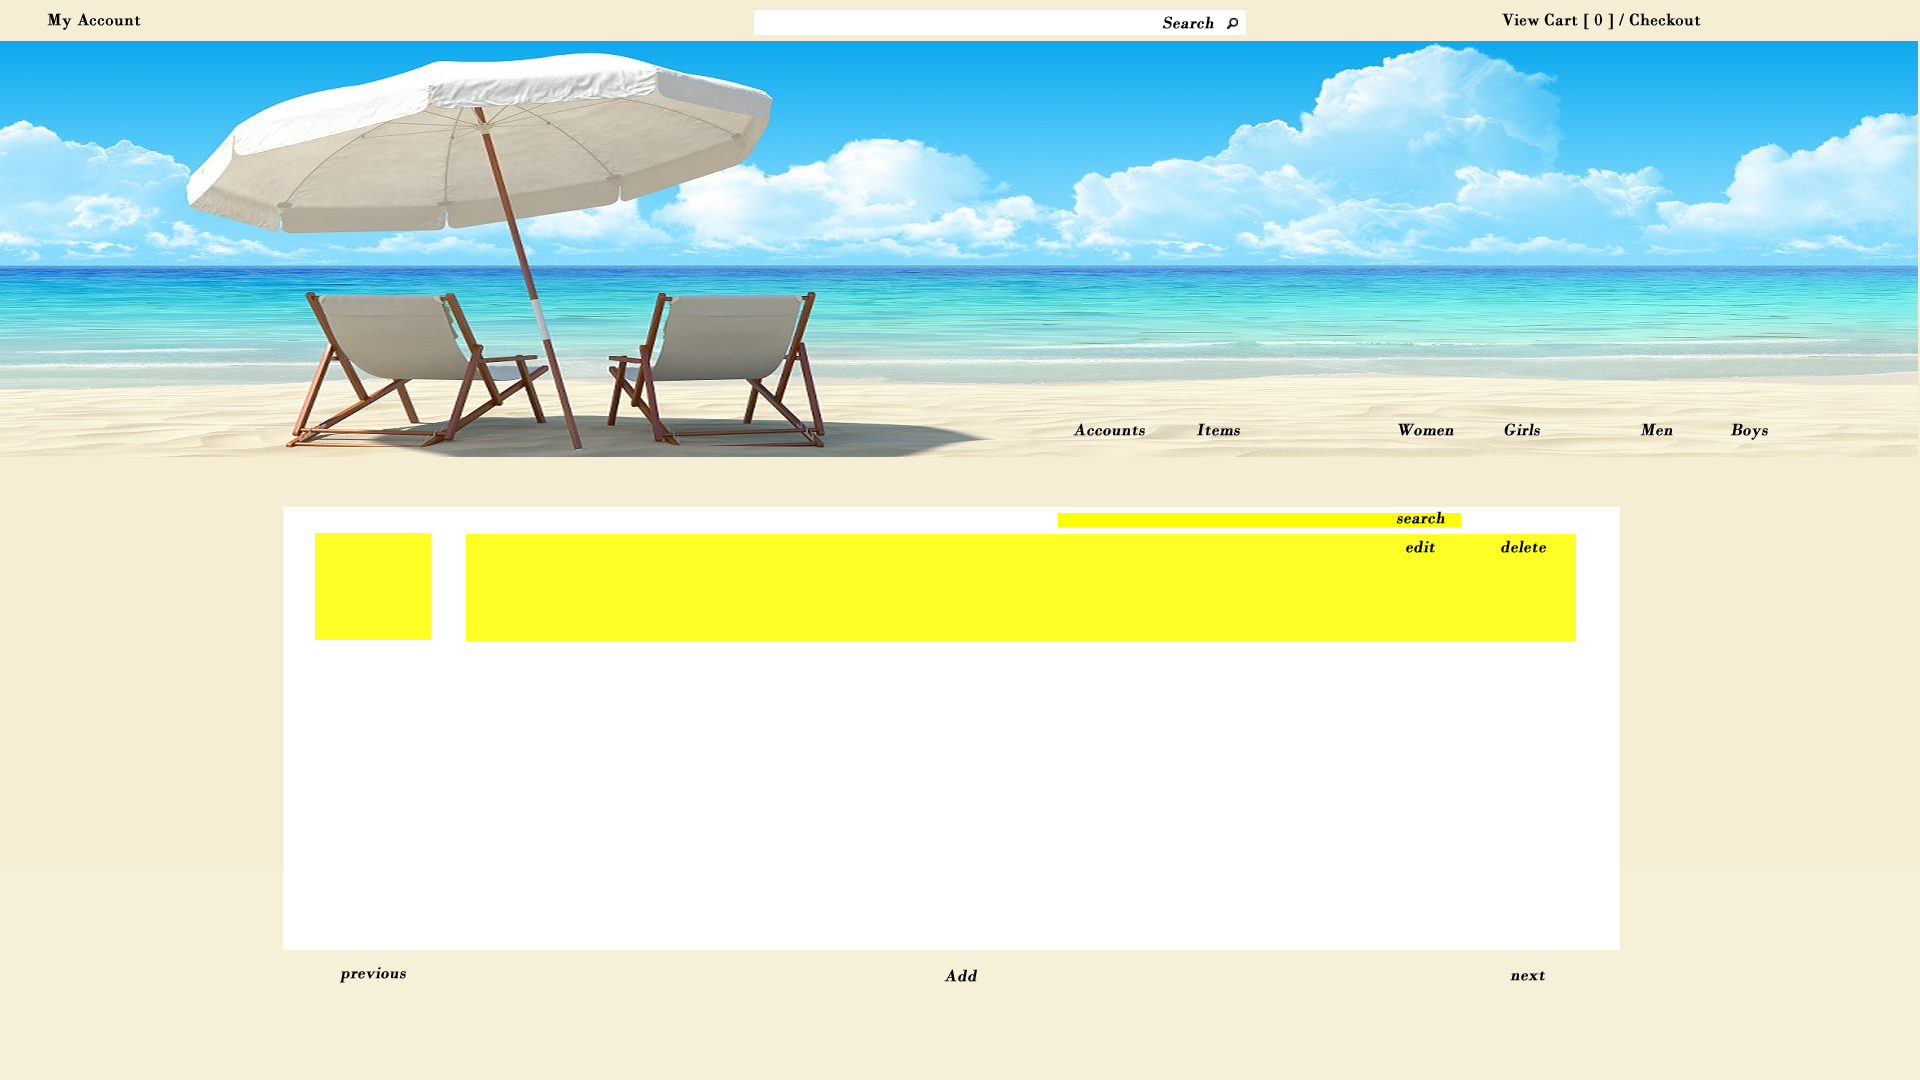 My Account
Search
View Cart [ 0 ] / Checkout
Accounts
Items
Women
Girls
Men
Boys
search
edit
delete
previous
Add
next